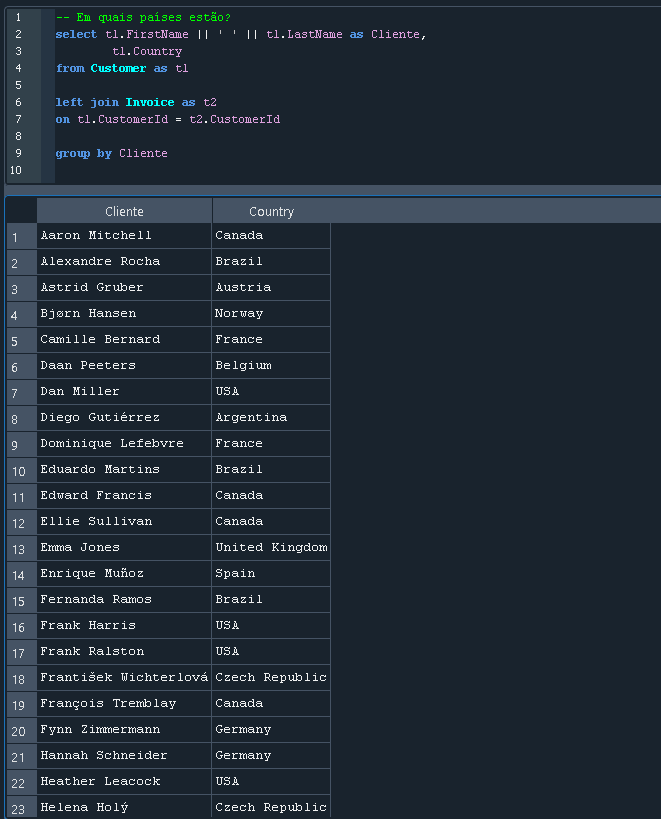 1 -- Em quais países estão?
2 select t1.FirstName || ' ' || t1.LastName as Cliente,
3 t1.Country
4 from Customer as t1
5
6 left join Invoice as t2
7 on t1.CustomerId = t2.CustomerId
8
9 group by Cliente
10
Cliente Country
1 Aaron Mitchell Canada
2 Alexandre Rocha Brazil
3 Astrid Gruber Austria
4 Bjørn Hansen Norway
5 Camille Bernard France
6 Daan Peeters Belgium
7 Dan Miller USA
8 Diego Gutiérrez Argentina
9 Dominique Lefebvre France
10 Eduardo Martins Brazil
11 Edward Francis Canada
12 Ellie Sullivan Canada
13 Emma Jones United Kingdom
14 Enrique Muñoz Spain
15 Fernanda Ramos Brazil
16 Frank Harris USA
17 Frank Ralston USA
18 František Wichterlová Czech Republic
19 François Tremblay Canada
20 Fynn Zimmermann Germany
21 Hannah Schneider Germany
22 Heather Leacock USA
23 Helena Holý Czech Republic